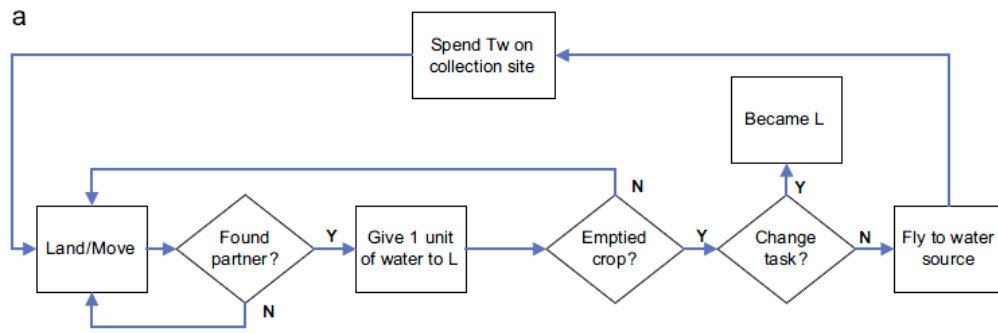 a
Spend Tw on
collection site
Became L
N
Y
Land/Move
Found
partner?
Y
Give 1 unit
of water to L
Emptied
crop?
Y
Change
task?
N
Fly to water
source
N